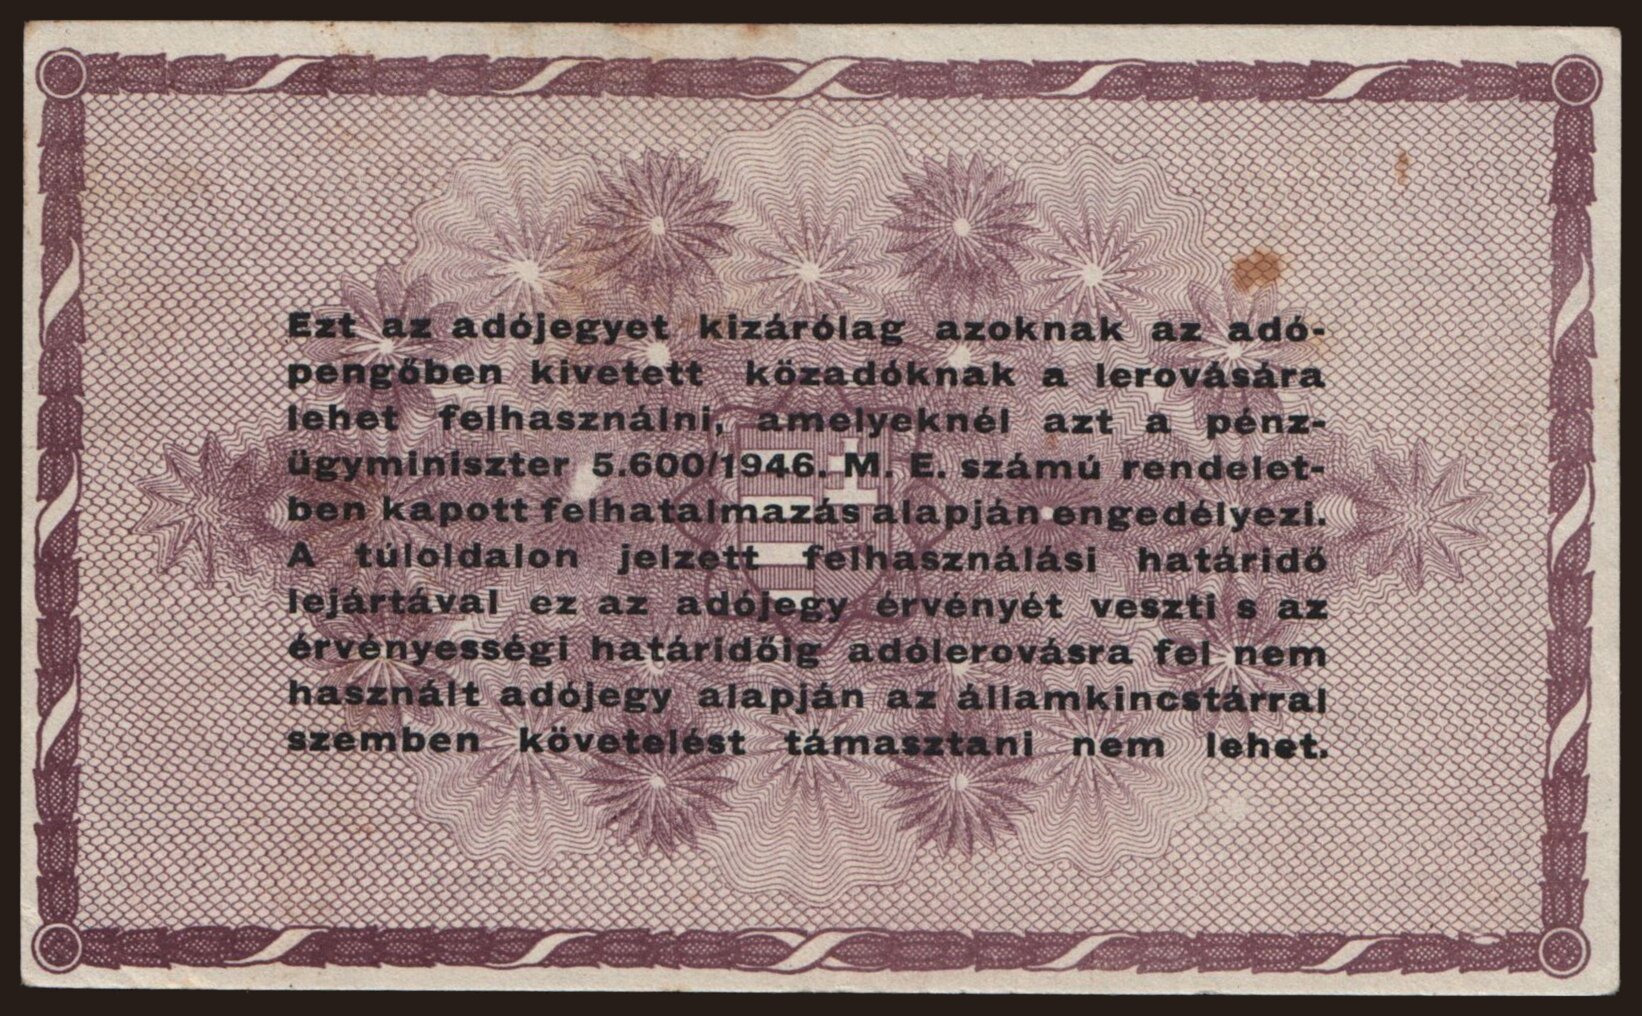 Ezt az adójegyet kizárólag azoknak az adó-
pengőben kivetett közadóknak a lerovására
lehet felhasználni, amelyeknél azt a pénz-
ügyminiszter 5.600/1946. M. E. számú rendelet-
ben kapott felhatalmazás alapján engedélyezi.
A túloldalon jelzett felhasználási határidő
lejártával ez az adójegy érvényét veszti s az
érvényességi határidőig adólerovásra fel nem
használt adójegy alapján az államkincstárral
szemben követelést támasztani nem lehet.